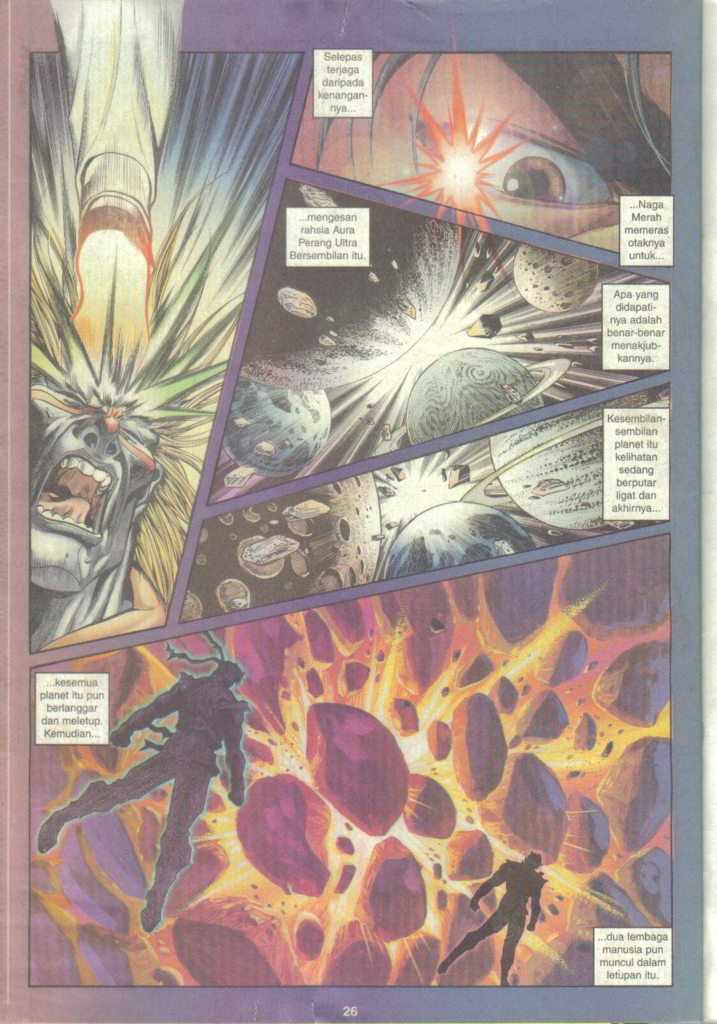 Selepas
terjaga
daripada
kenangan-
nya...
...Naga
Merah
memeras
otaknya
untuk...
...mengesan
rahsia Aura
Perang Ultra
Bersembilan itu.
Apa yang
didapati-
nya adalah
benar-benar
menakjub-
kannya.
Kesembilan-
sembilan
planet itu
kelihatan
sedang
berputar
ligat dan
akhirnya...
...kesemua
planet itu pun
berlanggar
dan meletup.
Kemudian...
...dua lembaga
manusia pun
muncul dalam
letupan itu.
26